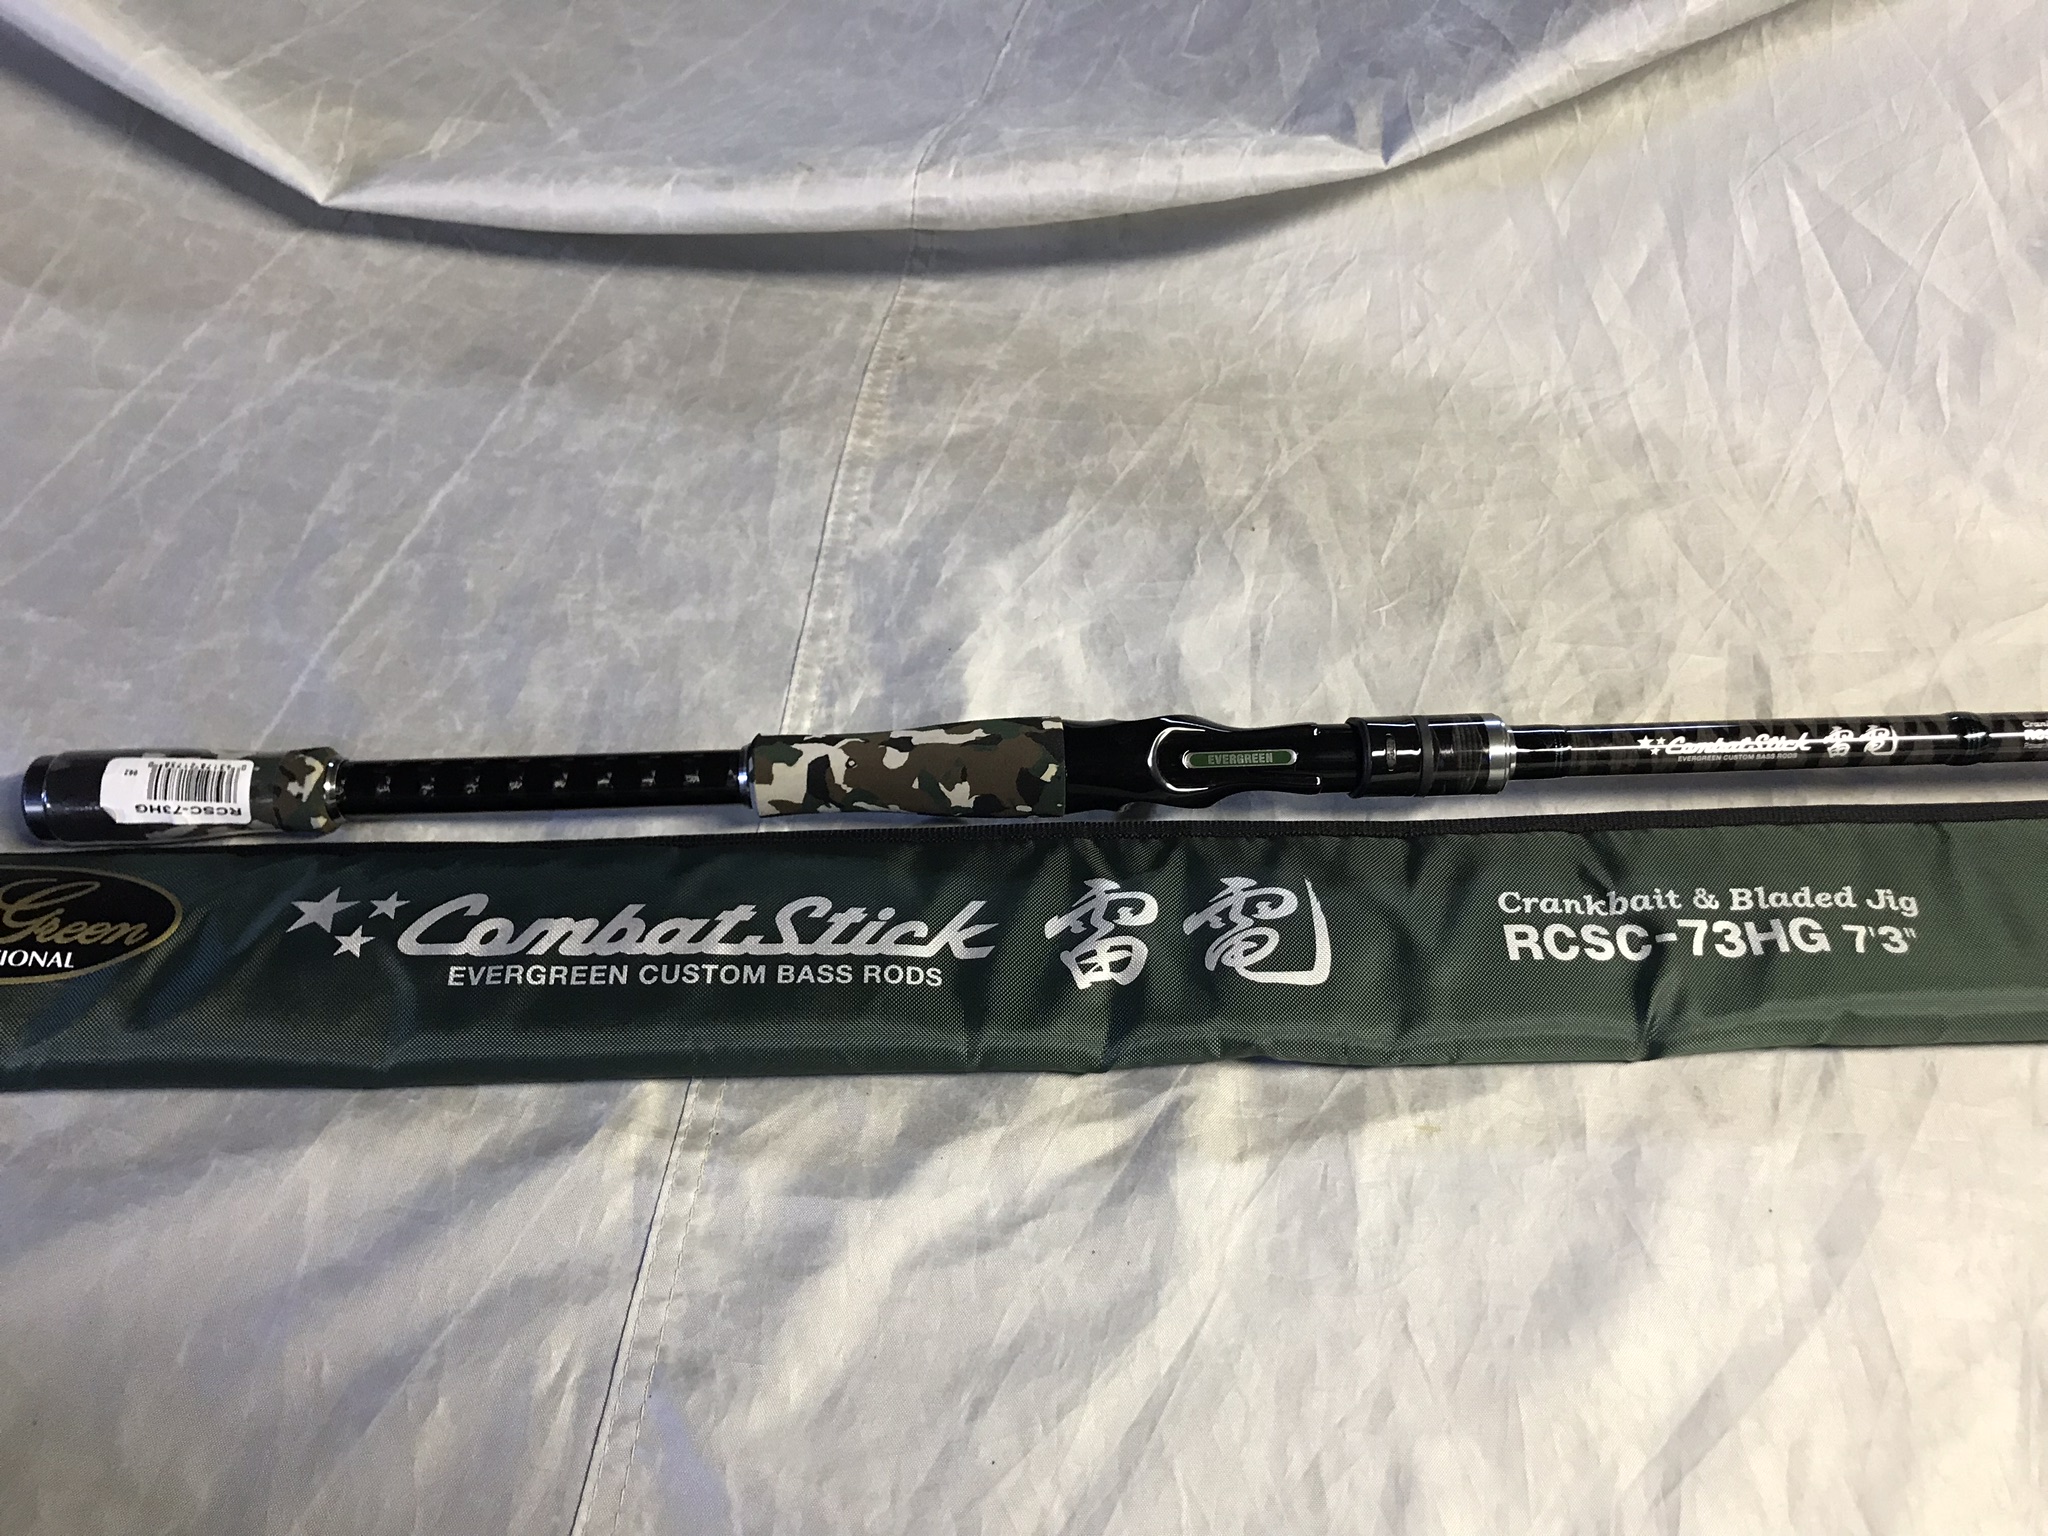 EVERGREEN
Combat Stick 雷電
EVERGREEN CUSTOM BASS RODS
RCSC-73HG
Green
IONAL
Combat Stick 雷電
EVERGREEN CUSTOM BASS RODS
Crankbait & Bladed Jig
RCSC-73HG 7'3"